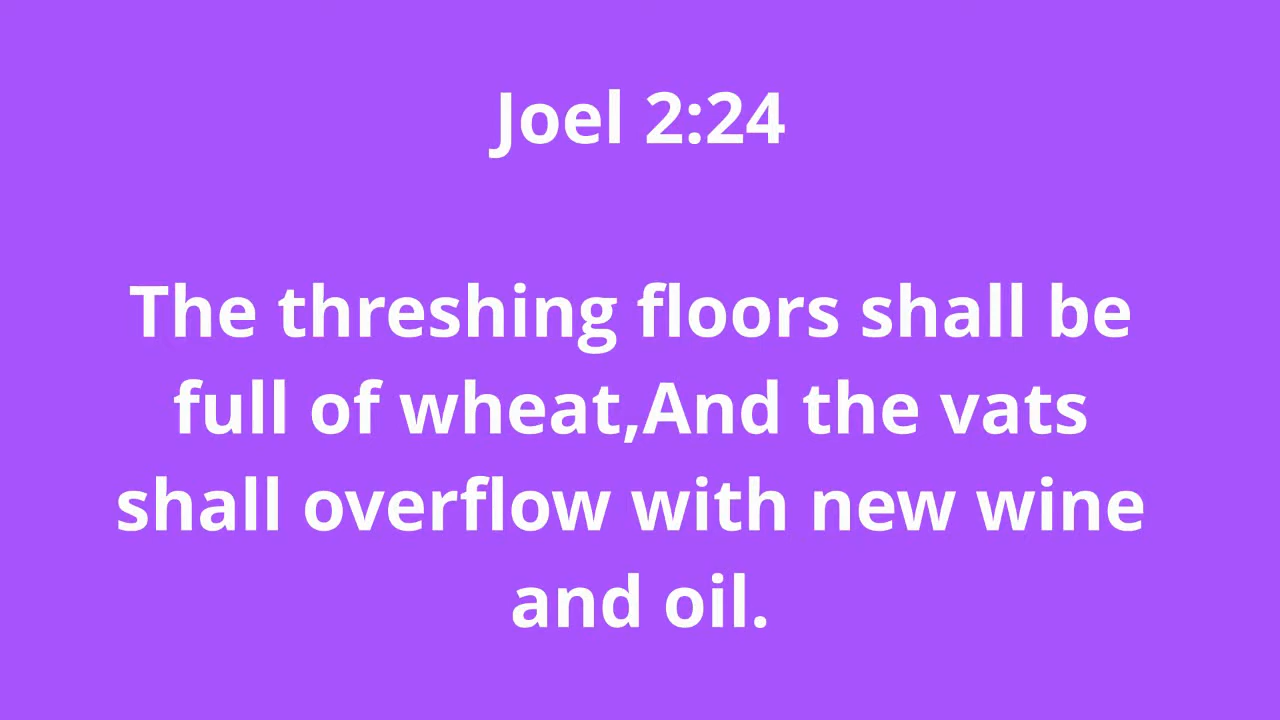 Joel 2:24
The threshing floors shall be
full of wheat,And the vats
shall overflow with new wine
and oil.